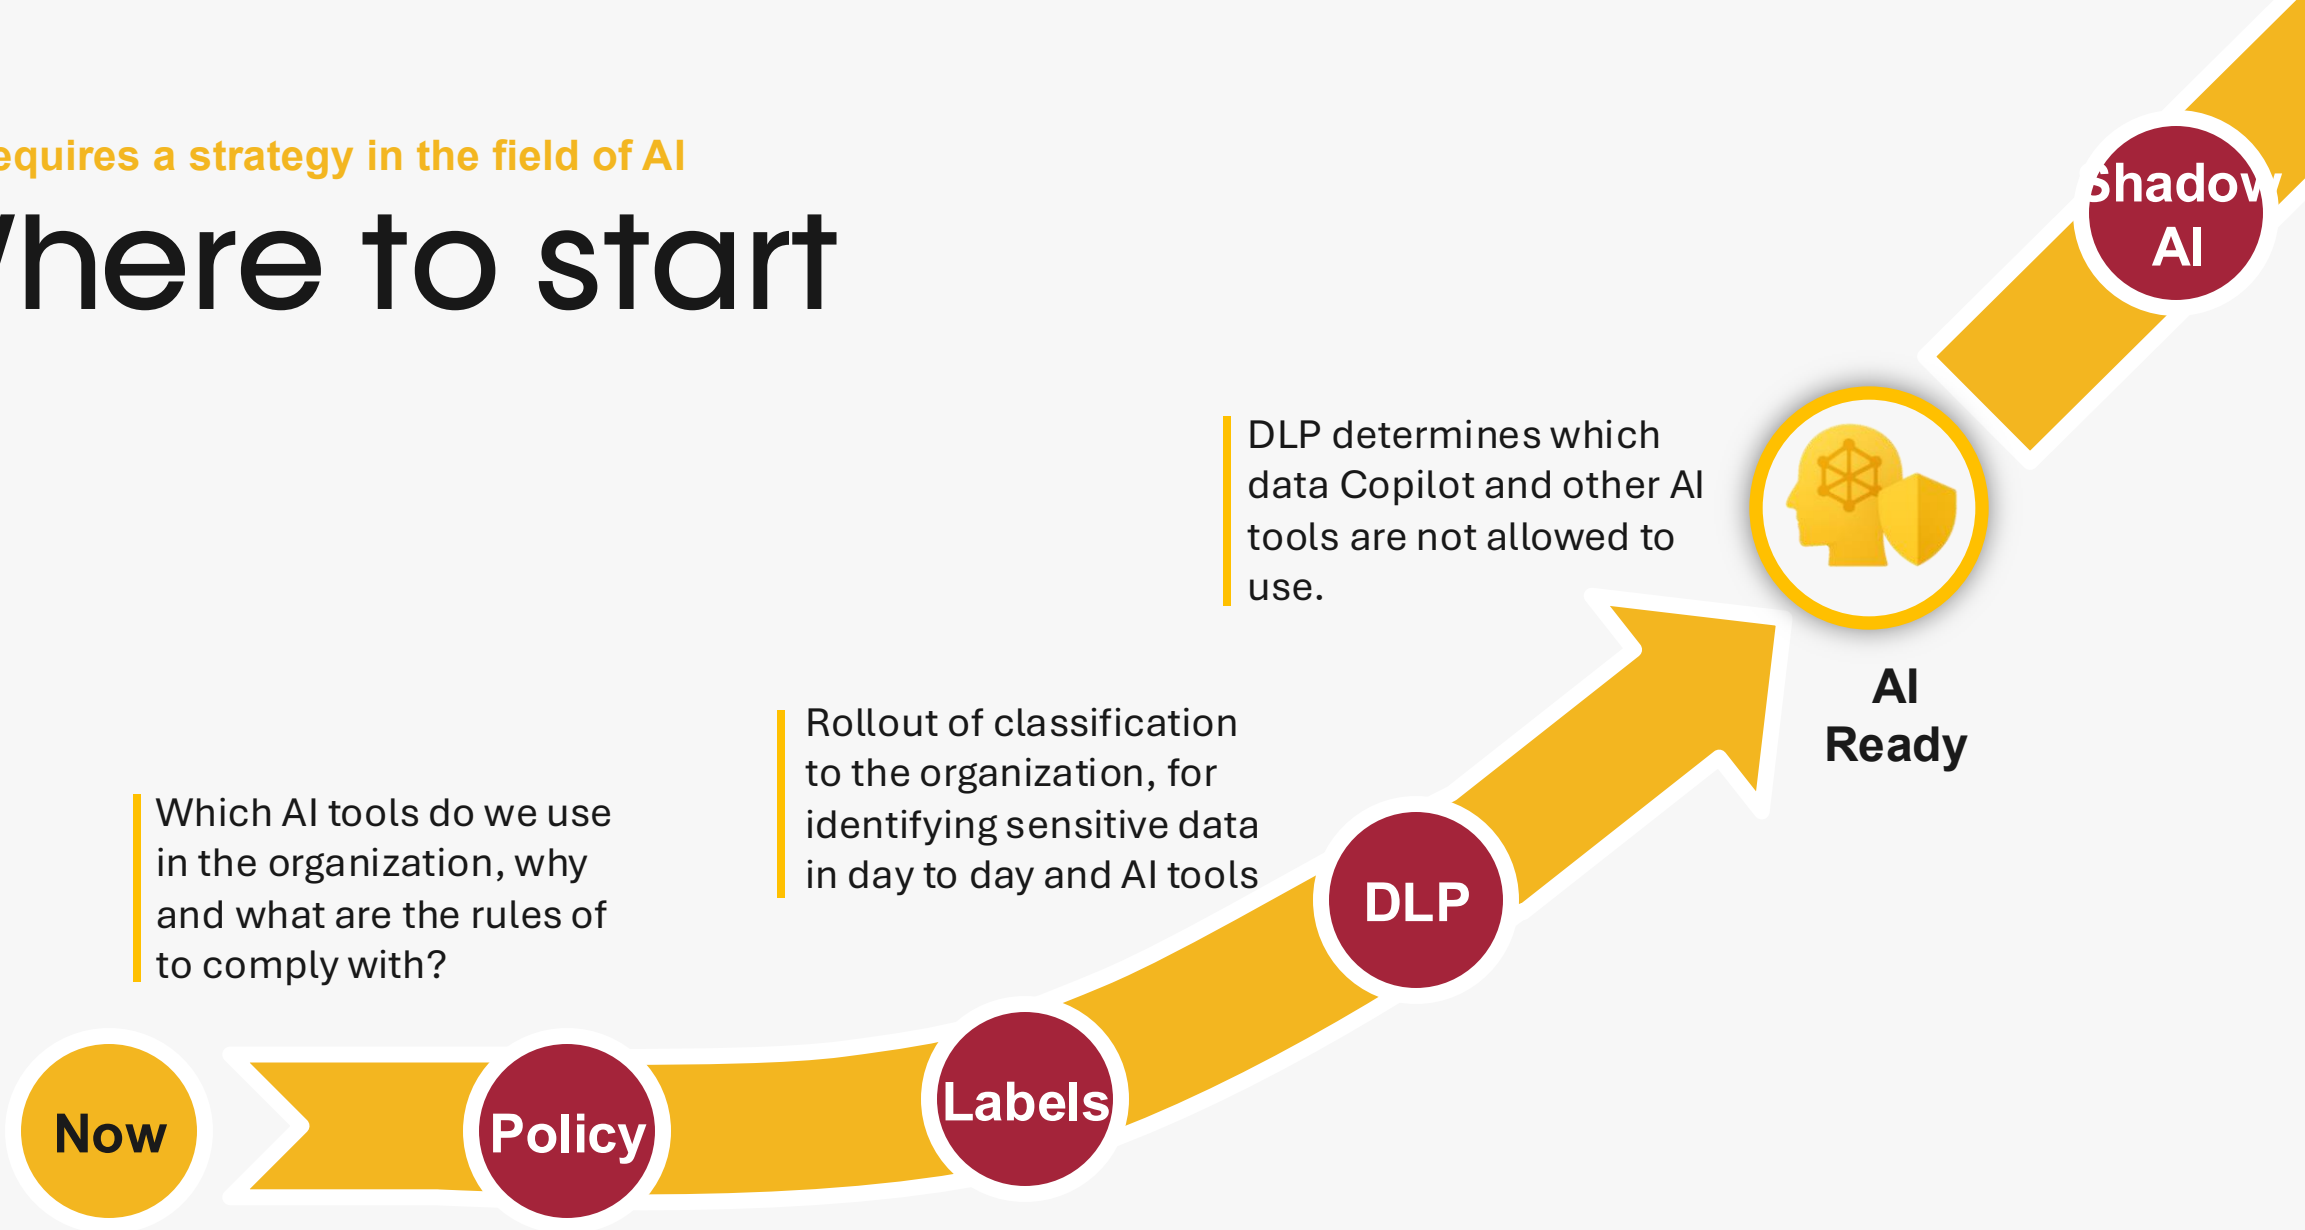 equires a strategy in the field of AI
here to start
Shadow
AI
DLP determines which
data Copilot and other AI
tools are not allowed to
use.
AI
Ready
Rollout of classification
to the organization, for
identifying sensitive data
in day to day and AI tools
Which AI tools do we use
in the organization, why
and what are the rules of
to comply with?
DLP
Labels
Policy
Now